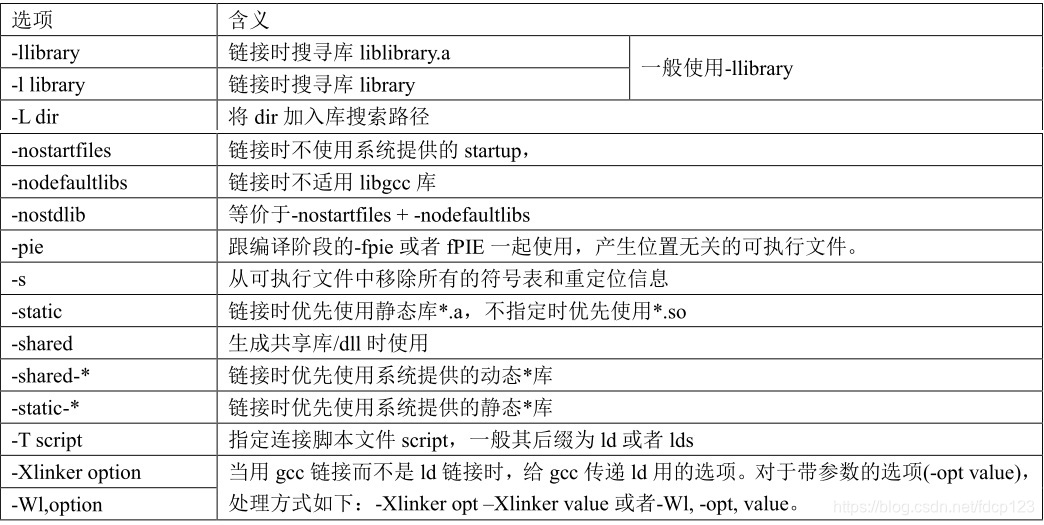 选项 含义
-llibrary 链接时搜寻库 liblibrary.a 一般使用-llibrary
-l library 链接时搜寻库 library
-L dir 将 dir 加入库搜索路径
-nostartfiles 链接时不使用系统提供的 startup，
-nodefaultlibs 链接时不适用 libgcc 库
-nostdlib 等价于-nostartfiles + -nodefaultlibs
-pie 跟编译阶段的-fpie 或者 fPIE 一起使用，产生位置无关的可执行文件。
-s 从可执行文件中移除所有的符号表和重定位信息
-static 链接时优先使用静态库*.a，不指定时优先使用*.so
-shared 生成共享库/dll 时使用
-shared-* 链接时优先使用系统提供的动态*库
-static-* 链接时优先使用系统提供的静态*库
-T script 指定连接脚本文件 script，一般其后缀为 ld 或者 lds
-Xlinker option 当用 gcc 链接而不是 ld 链接时，给 gcc 传递 ld 用的选项。对于带参数的选项(-opt value)，
-Wl,option 处理方式如下：-Xlinker opt –Xlinker value 或者-Wl, -opt, value。
https://blog.csdn.net/fdcp123